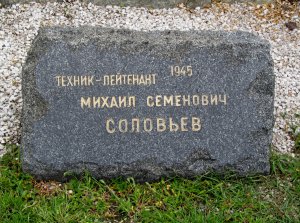 ТЕХНИК-ЛЕЙТЕНАНТ 1945
МИХАИЛ СЕМЕНОВИЧ
СОЛОВЬЕВ